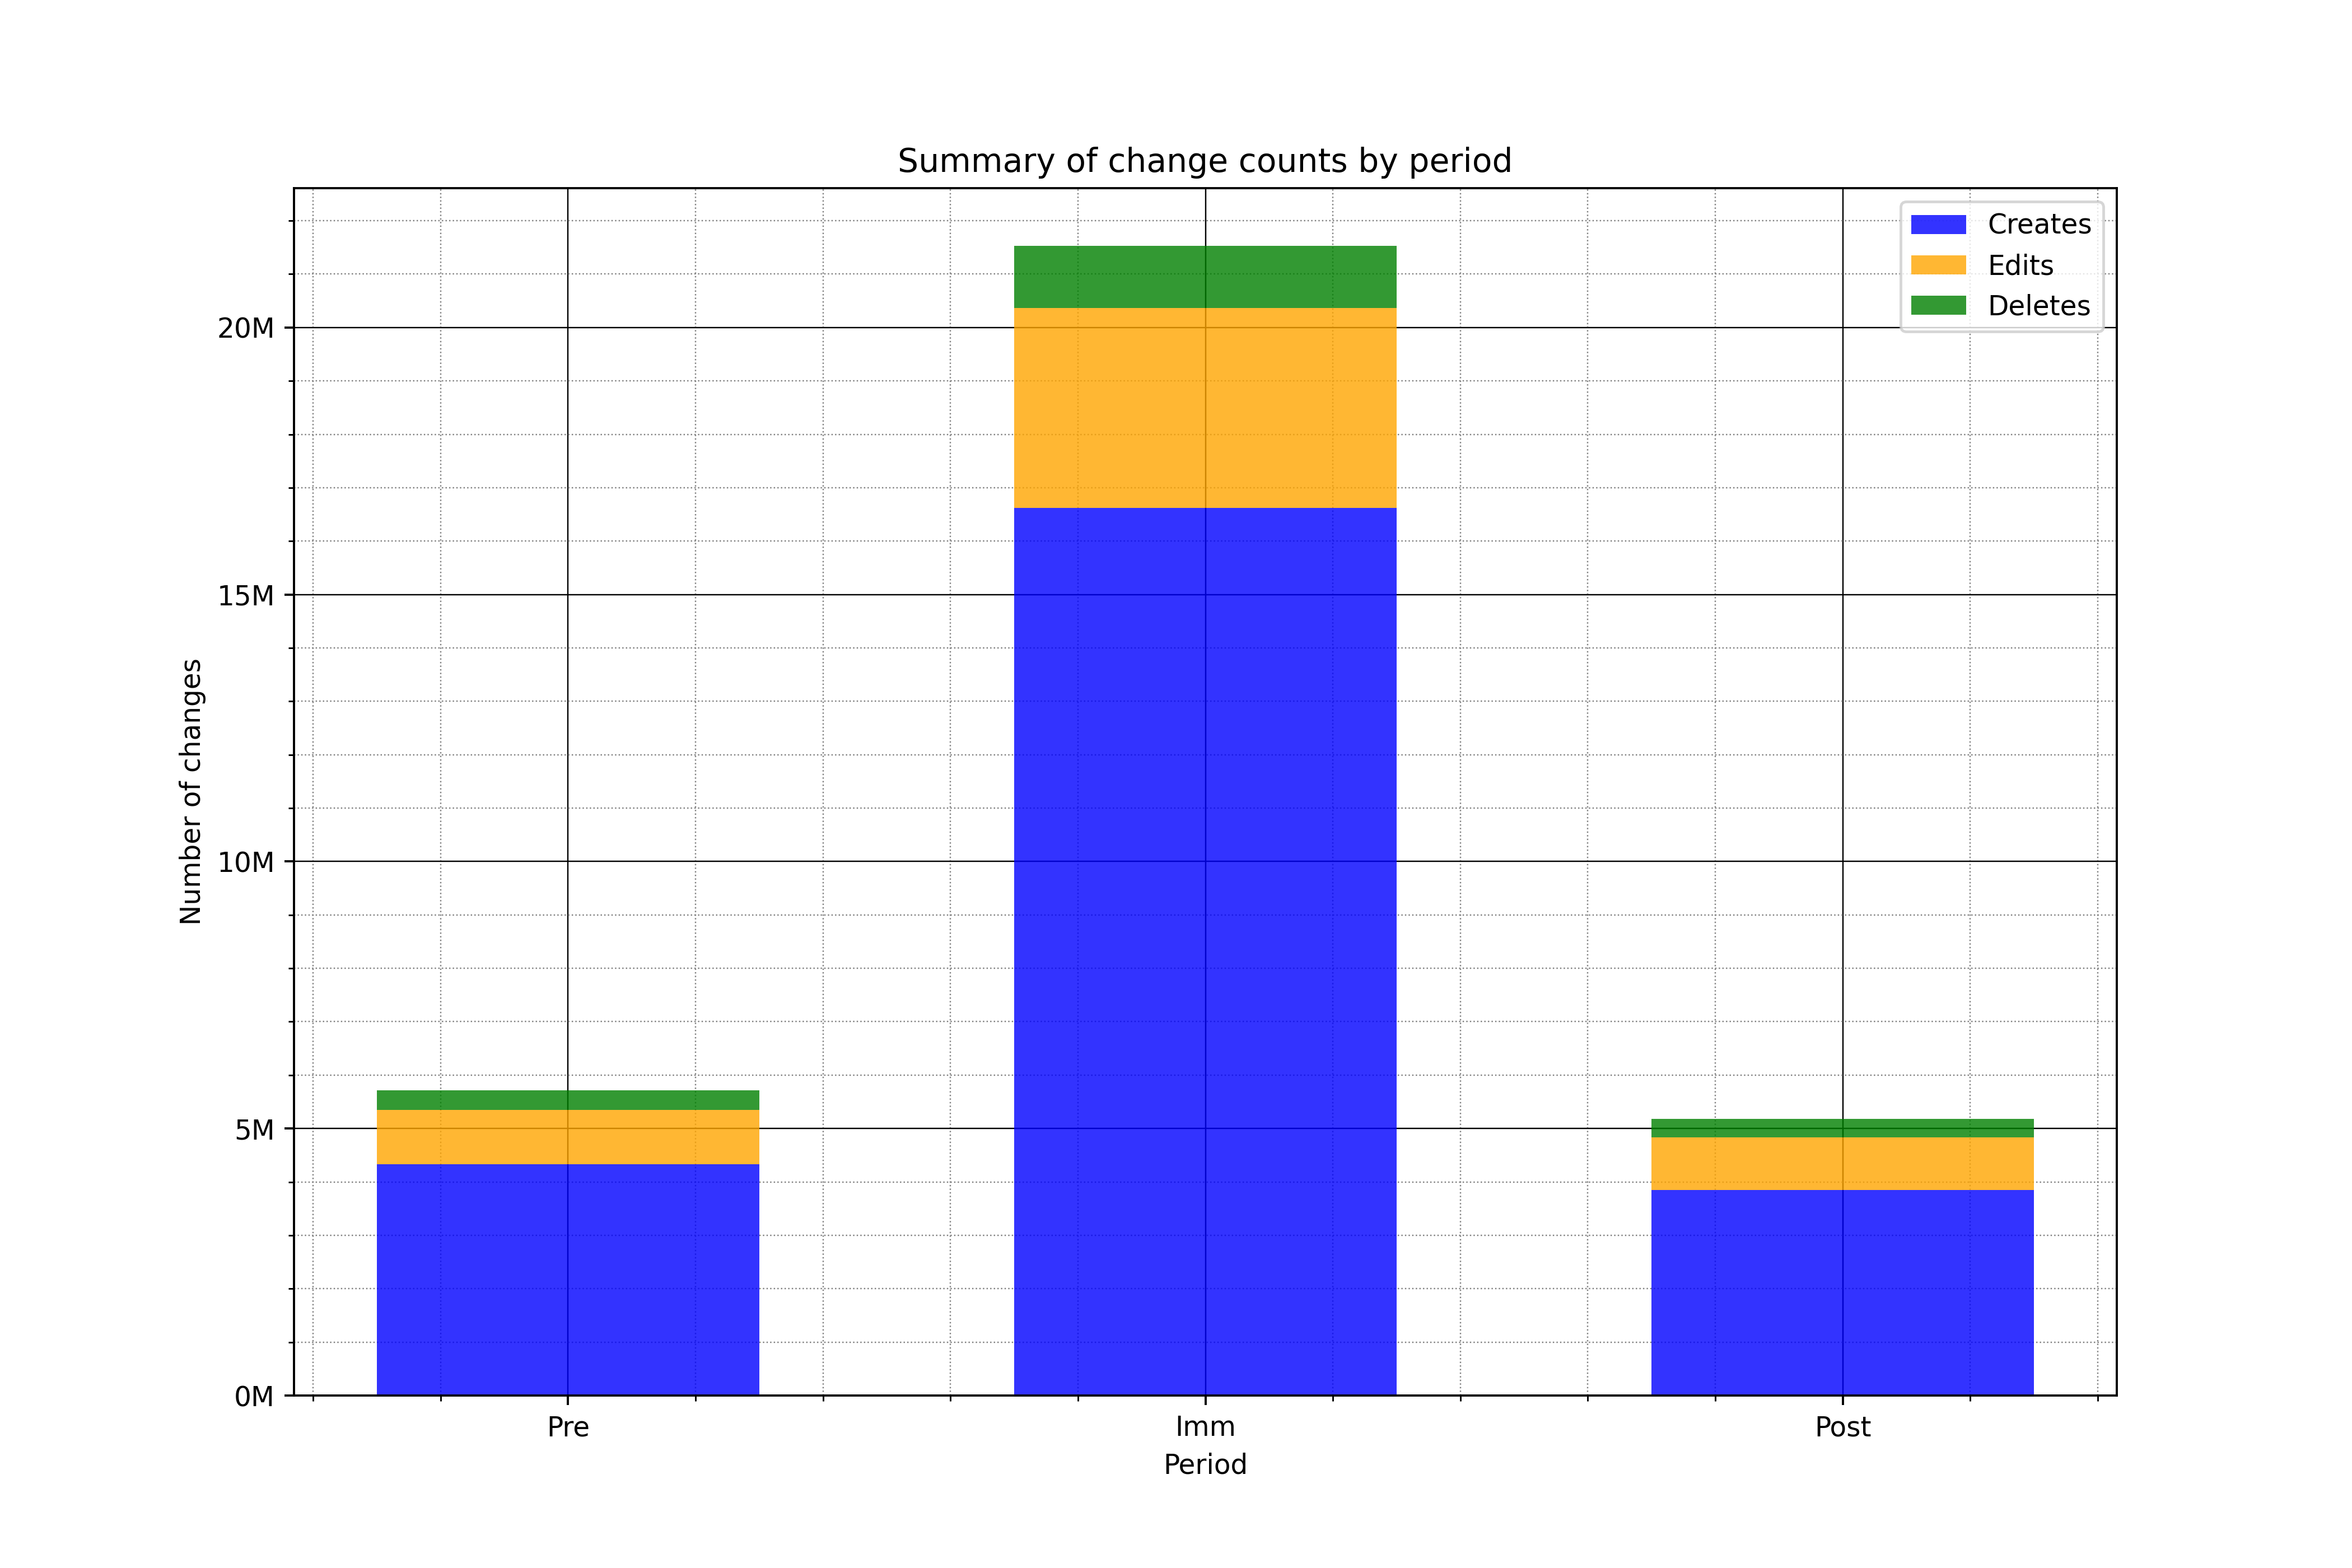 Summary of change counts by period
Creates
Edits
Deletes
20M
15M
10M
5M
0M
Number of changes
Pre
Imm
Post
Period